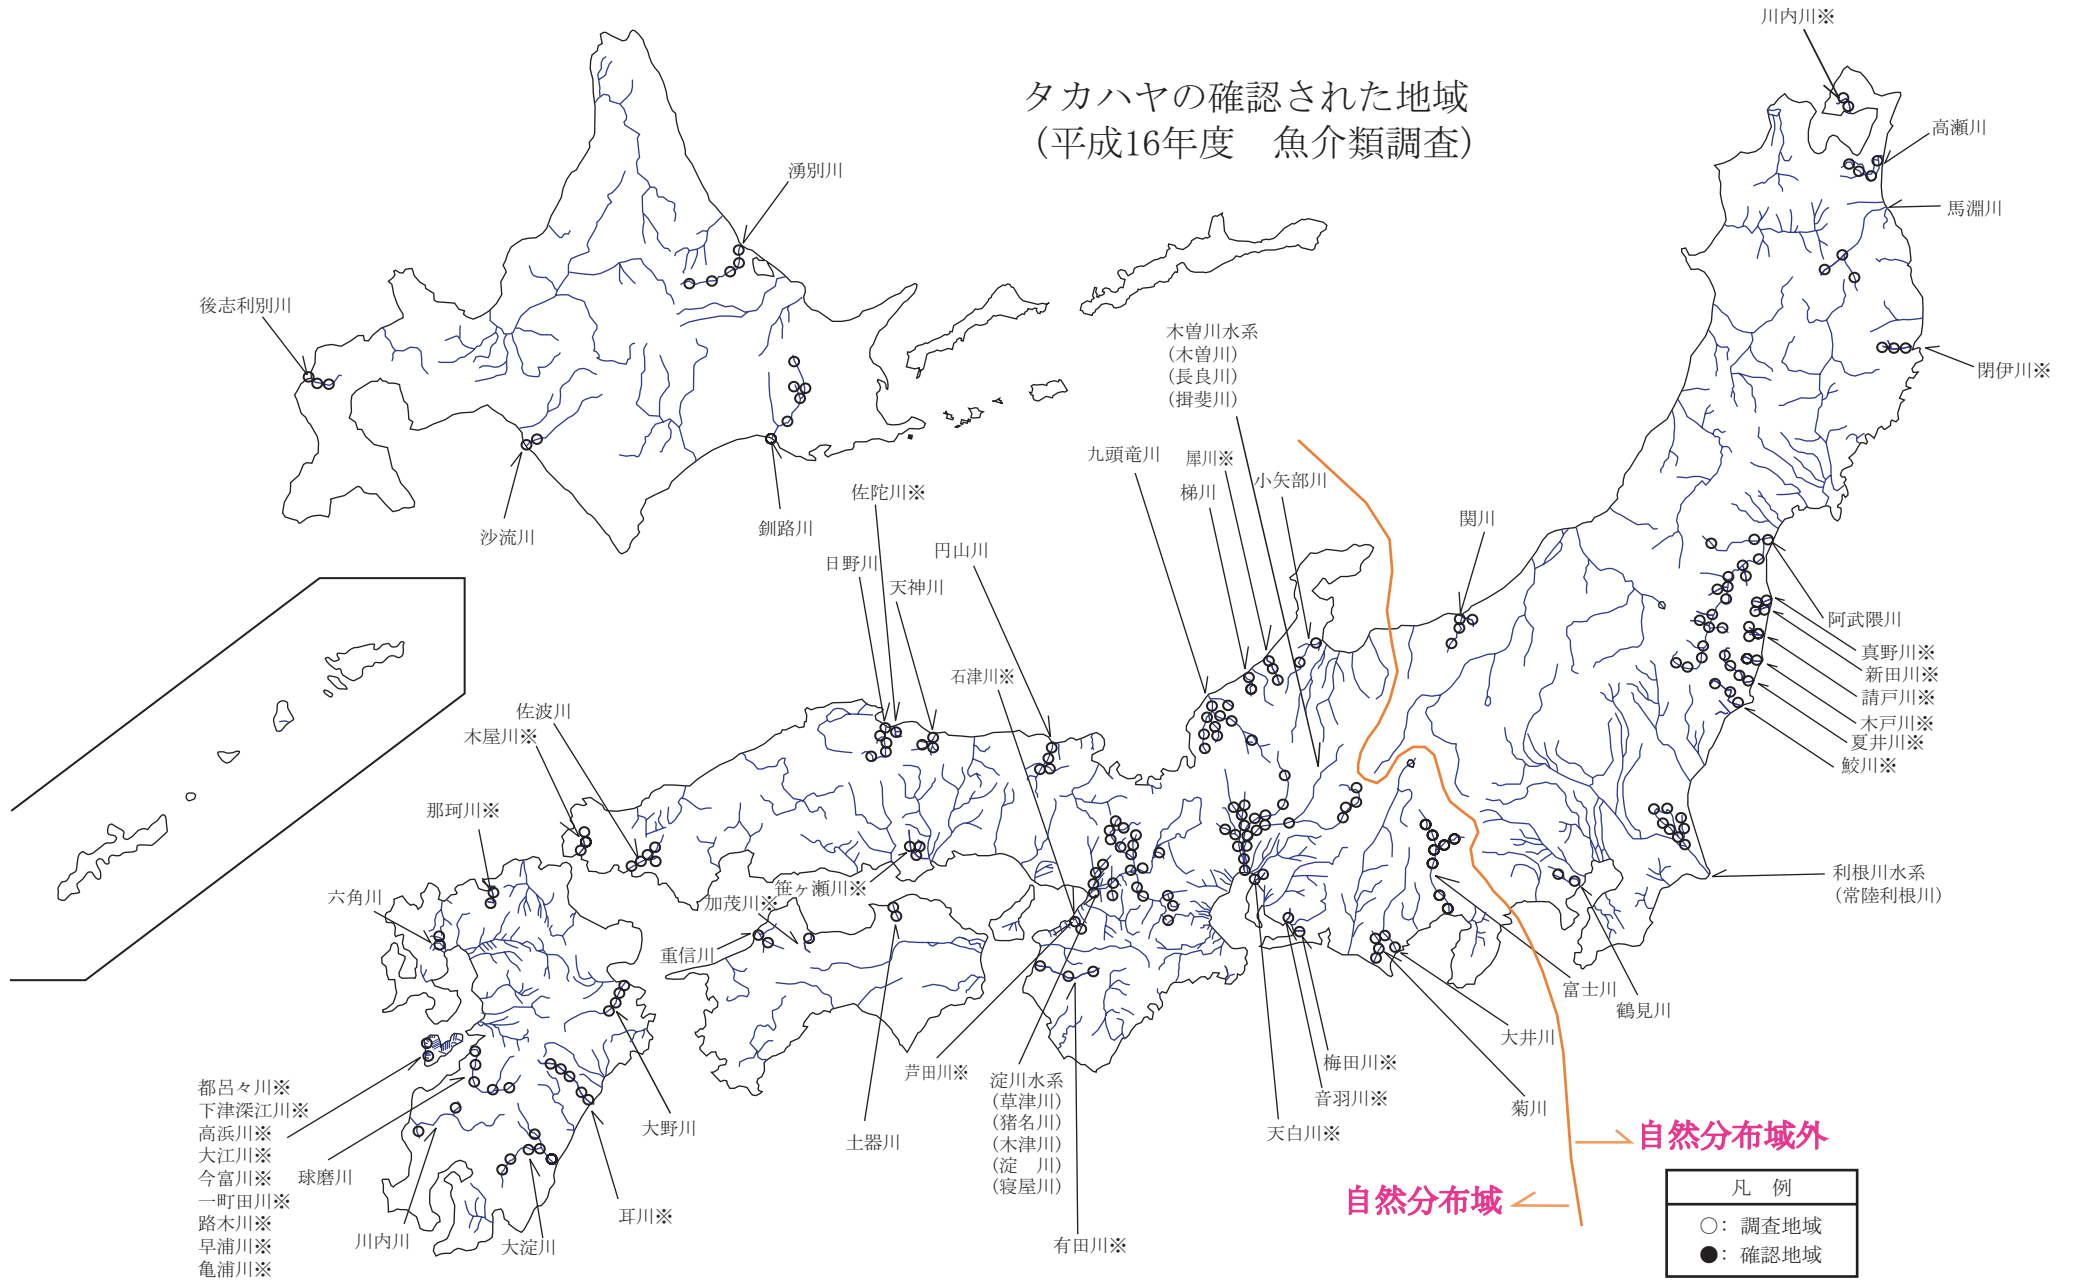 タカハヤの確認された地域
(平成16年度　魚介類調査)
川内川※
高瀬川
馬淵川
閉伊川※
湧別川
後志利別川
沙流川
釧路川
木曽川水系
(木曽川)
(長良川)
(揖斐川)
九頭竜川
犀川※
梯川
小矢部川
関川
佐陀川※
日野川
天神川
円山川
石津川※
佐波川
木屋川※
那珂川※
六角川
笹ヶ瀬川※
加茂川※
重信川
阿武隈川
真野川※
新田川※
請戸川※
木戸川※
夏井川※
鮫川※
利根川水系
(常陸利根川)
富士川
鶴見川
大井川
菊川
梅田川※
音羽川※
天白川※
芦田川※
淀川水系
(草津川)
(猪名川)
(木津川)
(淀　川)
(寝屋川)
有田川※
土器川
大野川
耳川※
大淀川
川内川
球磨川
都呂々川※
下津深江川※
高浜川※
大江川※
今富川※
一町田川※
路木川※
早浦川※
亀浦川※
自然分布域外
自然分布域
凡　例
○：調査地域
●：確認地域